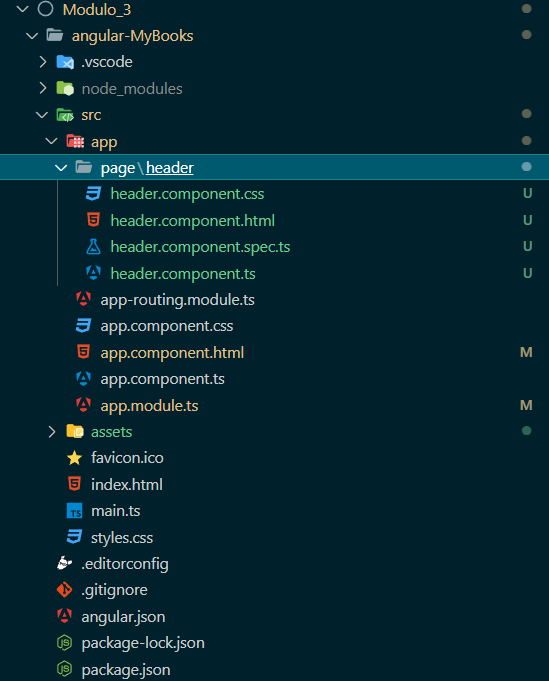 Modulo_3
angular-MyBooks
.vscode
node_modules
src
app
page\header
header.component.css U
header.component.html U
header.component.spec.ts U
header.component.ts U
app-routing.module.ts
app.component.css
app.component.html M
app.component.ts
app.module.ts M
assets
favicon.ico
index.html
TS main.ts
styles.css
.editorconfig
.gitignore
angular.json
package-lock.json
package.json